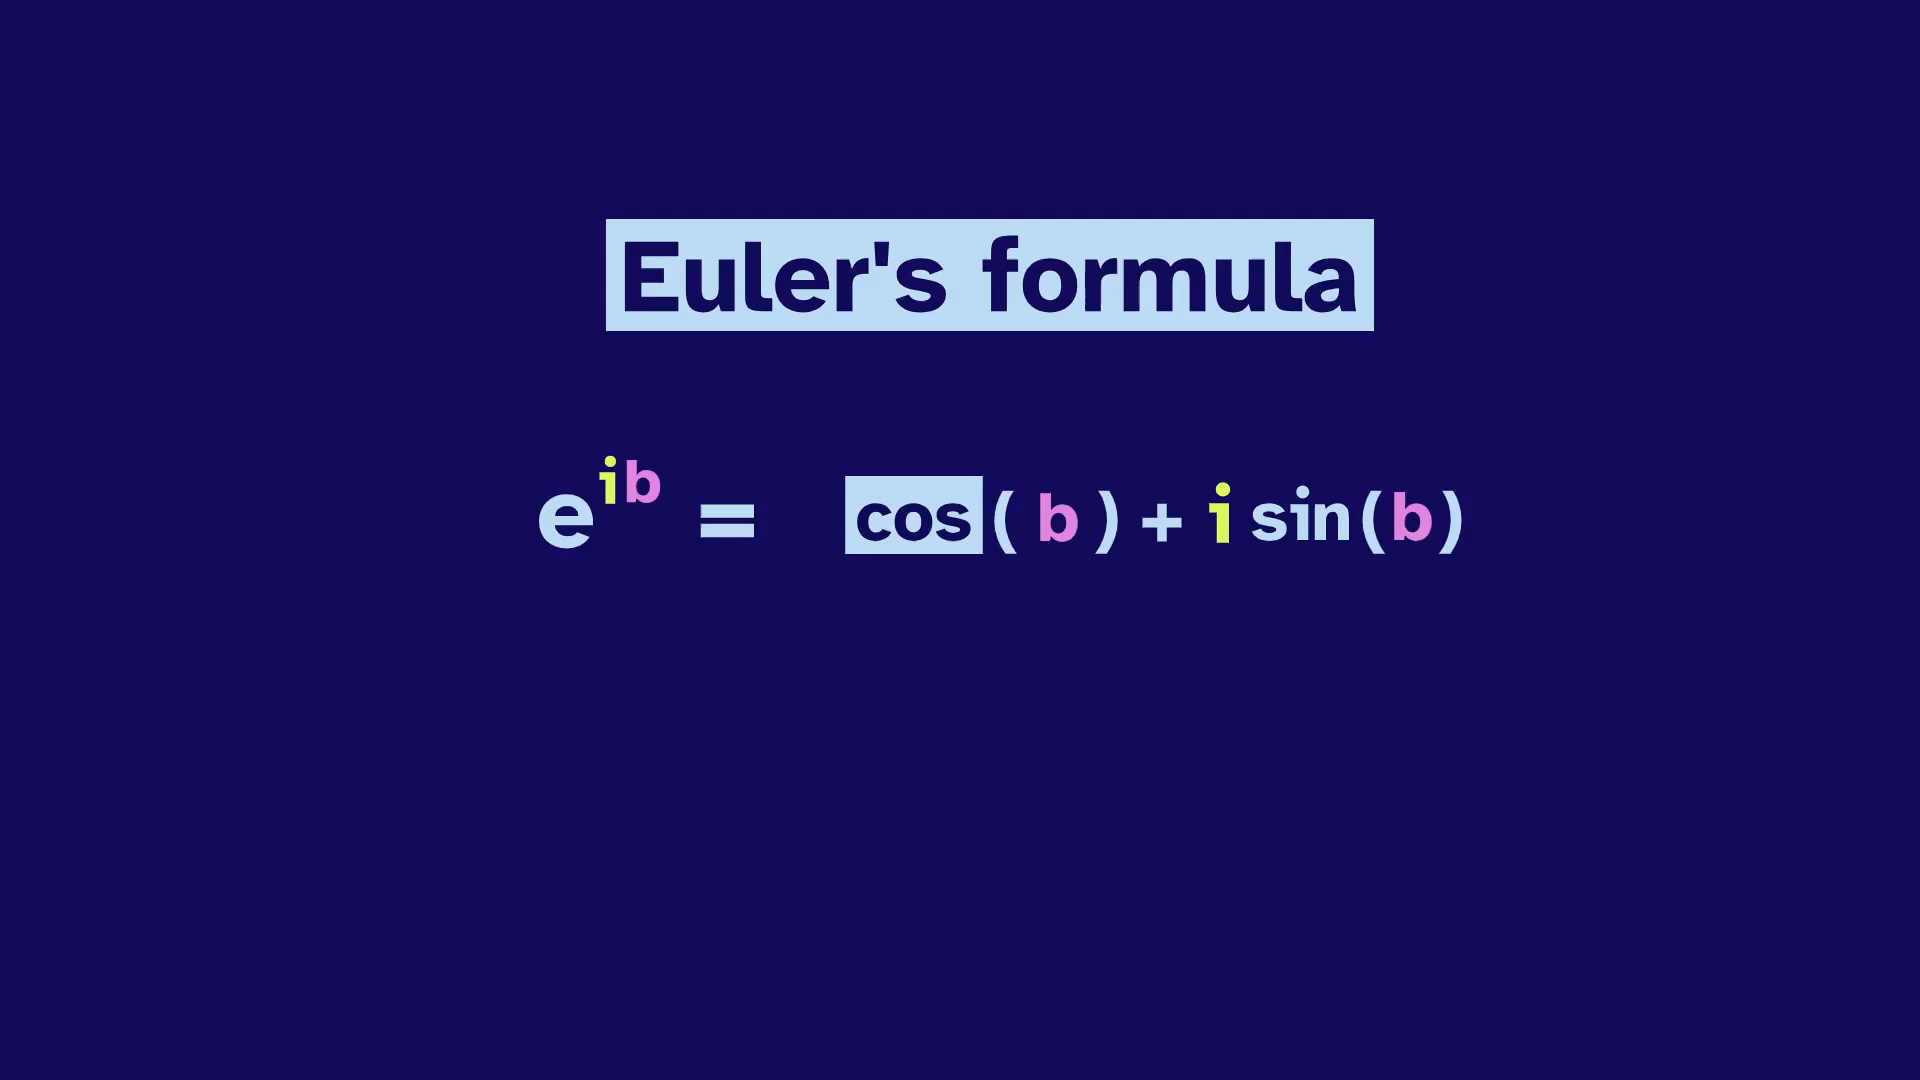 Euler's formula
e^ib = cos( b ) + i sin(b)